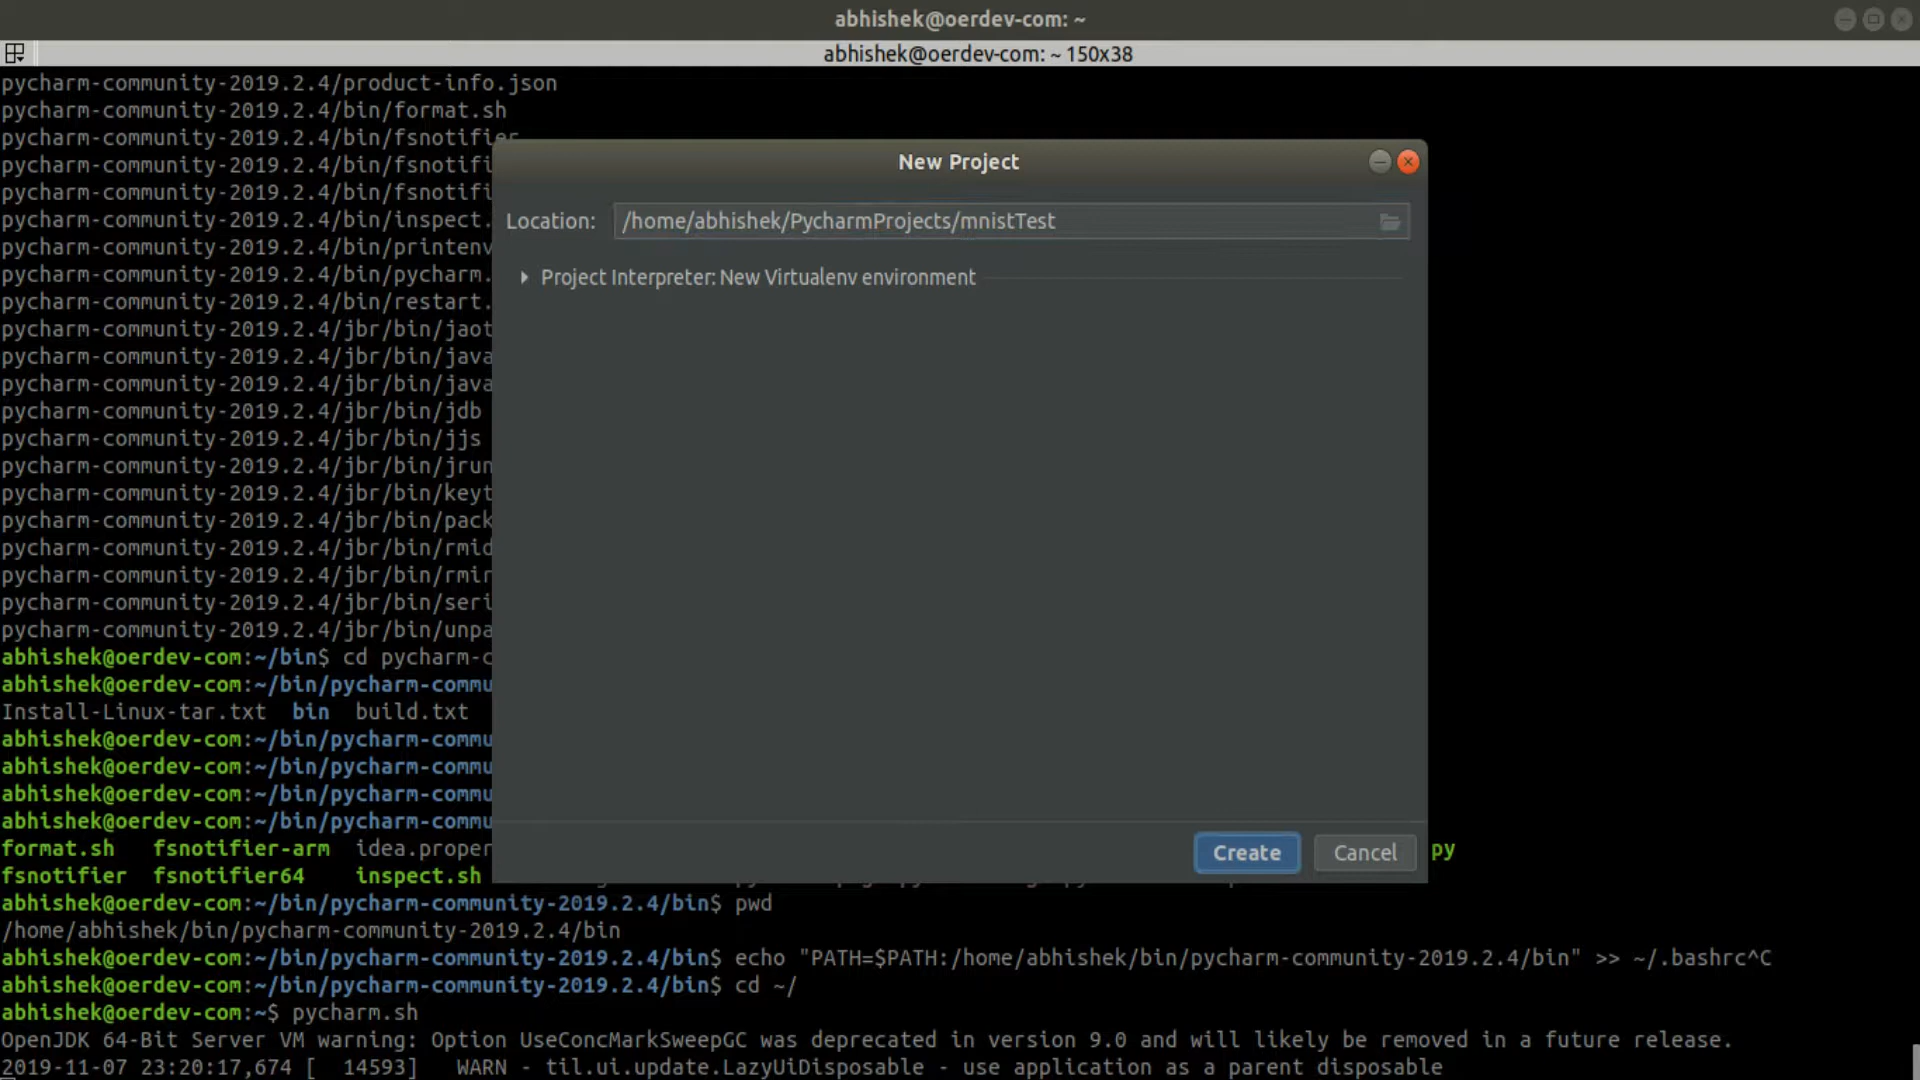 abhishek@oerdev-com: ~
abhishek@oerdev-com: ~ 150x38
pycharm-community-2019.2.4/product-info.json
pycharm-community-2019.2.4/bin/format.sh
pycharm-community-2019.2.4/bin/fsnotifier
pycharm-community-2019.2.4/bin/fsnotifi
pycharm-community-2019.2.4/bin/fsnotifi
pycharm-community-2019.2.4/bin/inspect.
pycharm-community-2019.2.4/bin/printenv
pycharm-community-2019.2.4/bin/pycharm.
pycharm-community-2019.2.4/bin/restart.
pycharm-community-2019.2.4/jbr/bin/jaot
pycharm-community-2019.2.4/jbr/bin/java
pycharm-community-2019.2.4/jbr/bin/java
pycharm-community-2019.2.4/jbr/bin/jdb
pycharm-community-2019.2.4/jbr/bin/jjs
pycharm-community-2019.2.4/jbr/bin/jrun
pycharm-community-2019.2.4/jbr/bin/keyt
pycharm-community-2019.2.4/jbr/bin/pack
pycharm-community-2019.2.4/jbr/bin/rmid
pycharm-community-2019.2.4/jbr/bin/rmir
pycharm-community-2019.2.4/jbr/bin/seri
pycharm-community-2019.2.4/jbr/bin/unpa
abhishek@oerdev-com:~/bin$ cd pycharm-c
abhishek@oerdev-com:~/bin/pycharm-commu
Install-Linux-tar.txt bin build.txt
abhishek@oerdev-com:~/bin/pycharm-commu
abhishek@oerdev-com:~/bin/pycharm-commu
abhishek@oerdev-com:~/bin/pycharm-commu
abhishek@oerdev-com:~/bin/pycharm-commu
format.sh fsnotifier-arm idea.proper py
fsnotifier fsnotifier64 inspect.sh
abhishek@oerdev-com:~/bin/pycharm-community-2019.2.4/bin$ pwd
/home/abhishek/bin/pycharm-community-2019.2.4/bin
abhishek@oerdev-com:~/bin/pycharm-community-2019.2.4/bin$ echo "PATH=$PATH:/home/abhishek/bin/pycharm-community-2019.2.4/bin" >> ~/.bashrc^C
abhishek@oerdev-com:~/bin/pycharm-community-2019.2.4/bin$ cd ~/
abhishek@oerdev-com:~$ pycharm.sh
OpenJDK 64-Bit Server VM warning: Option UseConcMarkSweepGC was deprecated in version 9.0 and will likely be removed in a future release.
2019-11-07 23:20:17,674 [ 14593] WARN - til.ui.update.LazyUiDisposable - use application as a parent disposable
New Project
Location: /home/abhishek/PycharmProjects/mnistTest
Project Interpreter: New Virtualenv environment
Create Cancel